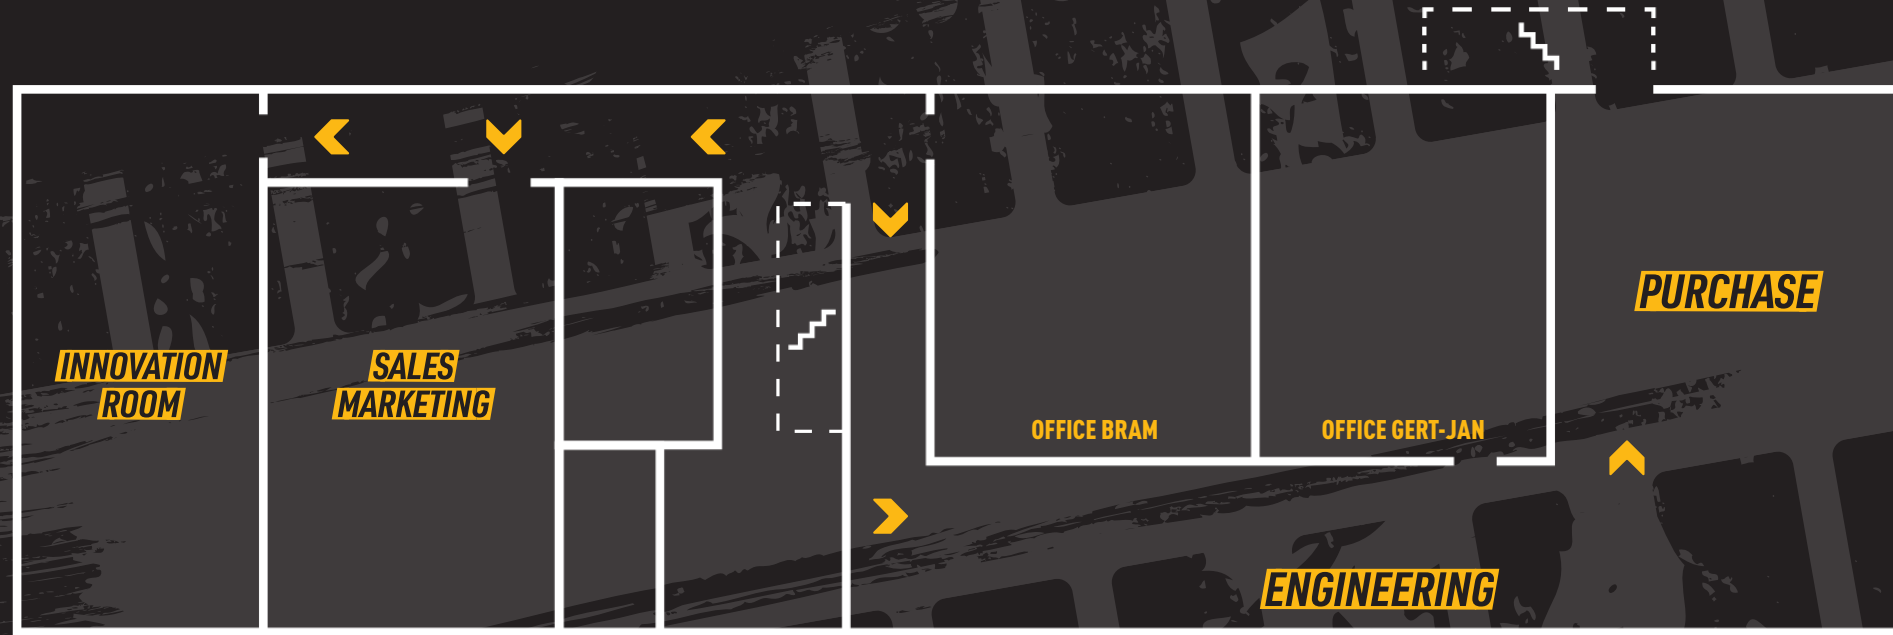 INNOVATION
ROOM
SALES
MARKETING
OFFICE BRAM
OFFICE GERT-JAN
PURCHASE
ENGINEERING